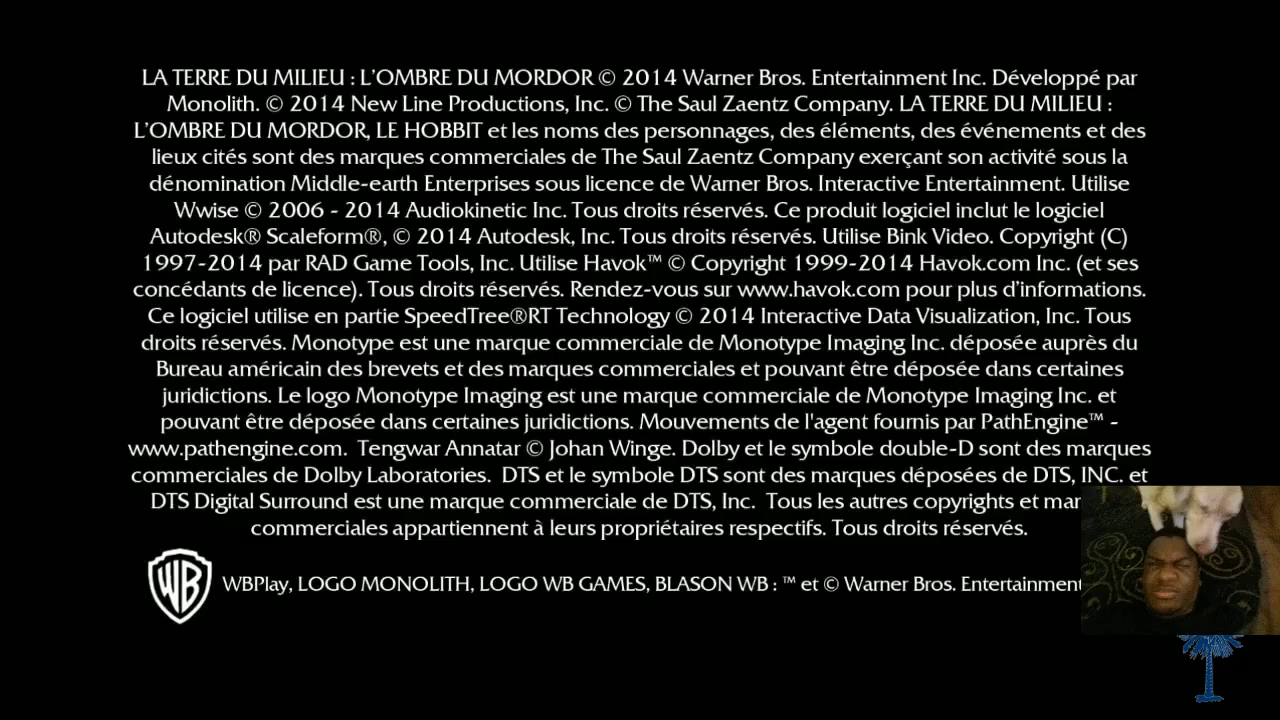 LA TERRE DU MILIEU : L'OMBRE DU MORDOR © 2014 Warner Bros. Entertainment Inc. Développé par
Monolith. © 2014 New Line Productions, Inc. © The Saul Zaentz Company. LA TERRE DU MILIEU :
L'OMBRE DU MORDOR, LE HOBBIT et les noms des personnages, des éléments, des événements et des
lieux cités sont des marques commerciales de The Saul Zaentz Company exerçant son activité sous la
dénomination Middle-earth Enterprises sous licence de Warner Bros. Interactive Entertainment. Utilise
Wwise © 2006 - 2014 Audiokinetic Inc. Tous droits réservés. Ce produit logiciel inclut le logiciel
Autodesk® Scaleform®, © 2014 Autodesk, Inc. Tous droits réservés. Utilise Bink Video. Copyright (C)
1997-2014 par RAD Game Tools, Inc. Utilise Havok™ © Copyright 1999-2014 Havok.com Inc. (et ses
concédants de licence). Tous droits réservés. Rendez-vous sur www.havok.com pour plus d'informations.
Ce logiciel utilise en partie SpeedTree®RT Technology © 2014 Interactive Data Visualization, Inc. Tous
droits réservés. Monotype est une marque commerciale de Monotype Imaging Inc. déposée auprès du
Bureau américain des brevets et des marques commerciales et pouvant être déposée dans certaines
juridictions. Le logo Monotype Imaging est une marque commerciale de Monotype Imaging Inc. et
pouvant être déposée dans certaines juridictions. Mouvements de l'agent fournis par PathEngine™ -
www.pathengine.com. Tengwar Annatar © Johan Winge. Dolby et le symbole double-D sont des marques
commerciales de Dolby Laboratories. DTS et le symbole DTS sont des marques déposées de DTS, INC. et
DTS Digital Surround est une marque commerciale de DTS, Inc. Tous les autres copyrights et
commerciales appartiennent à leurs propriétaires respectifs. Tous droits réservés.
WB WBPlay, LOGO MONOLITH, LOGO WB GAMES, BLASON WB : ™ et © Warner Bros. Entertainment